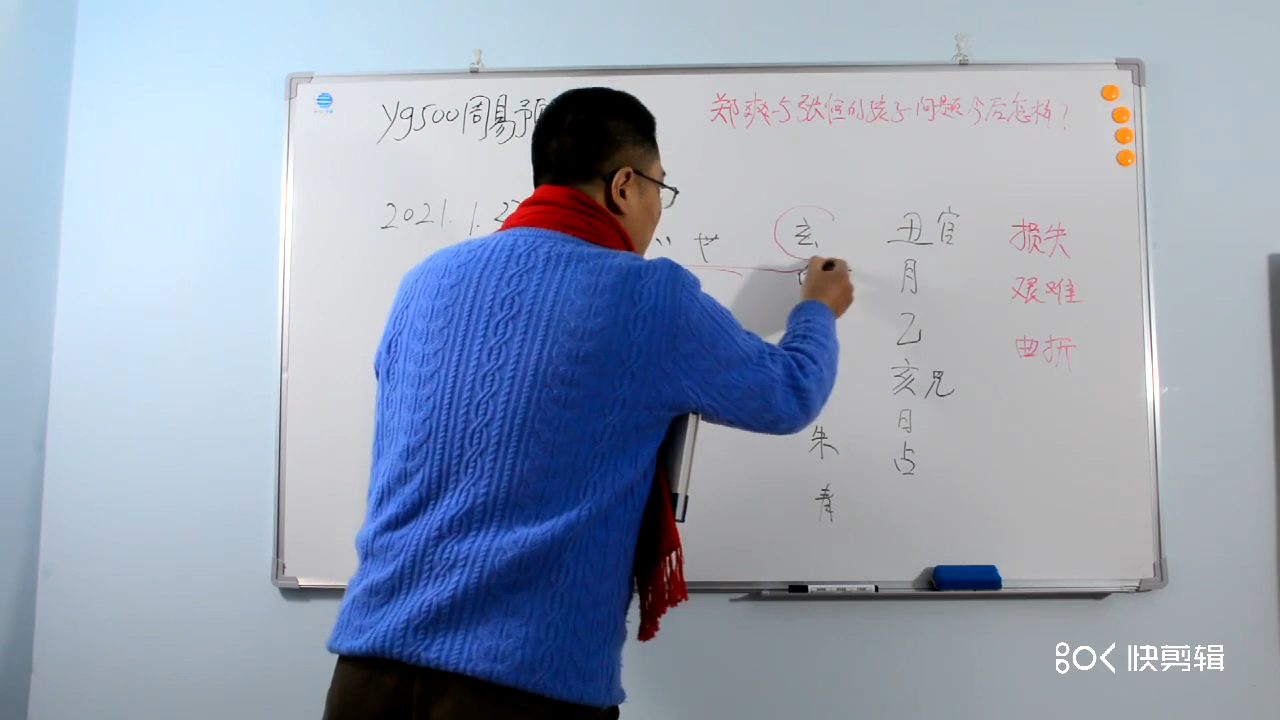 yg500周易预
郑爽与张恒的孩子问题今后怎样?
2021.1.2
世 玄 丑官 损失
月 艰难
乙 曲折
亥兄
日
朱 占
青
快剪辑